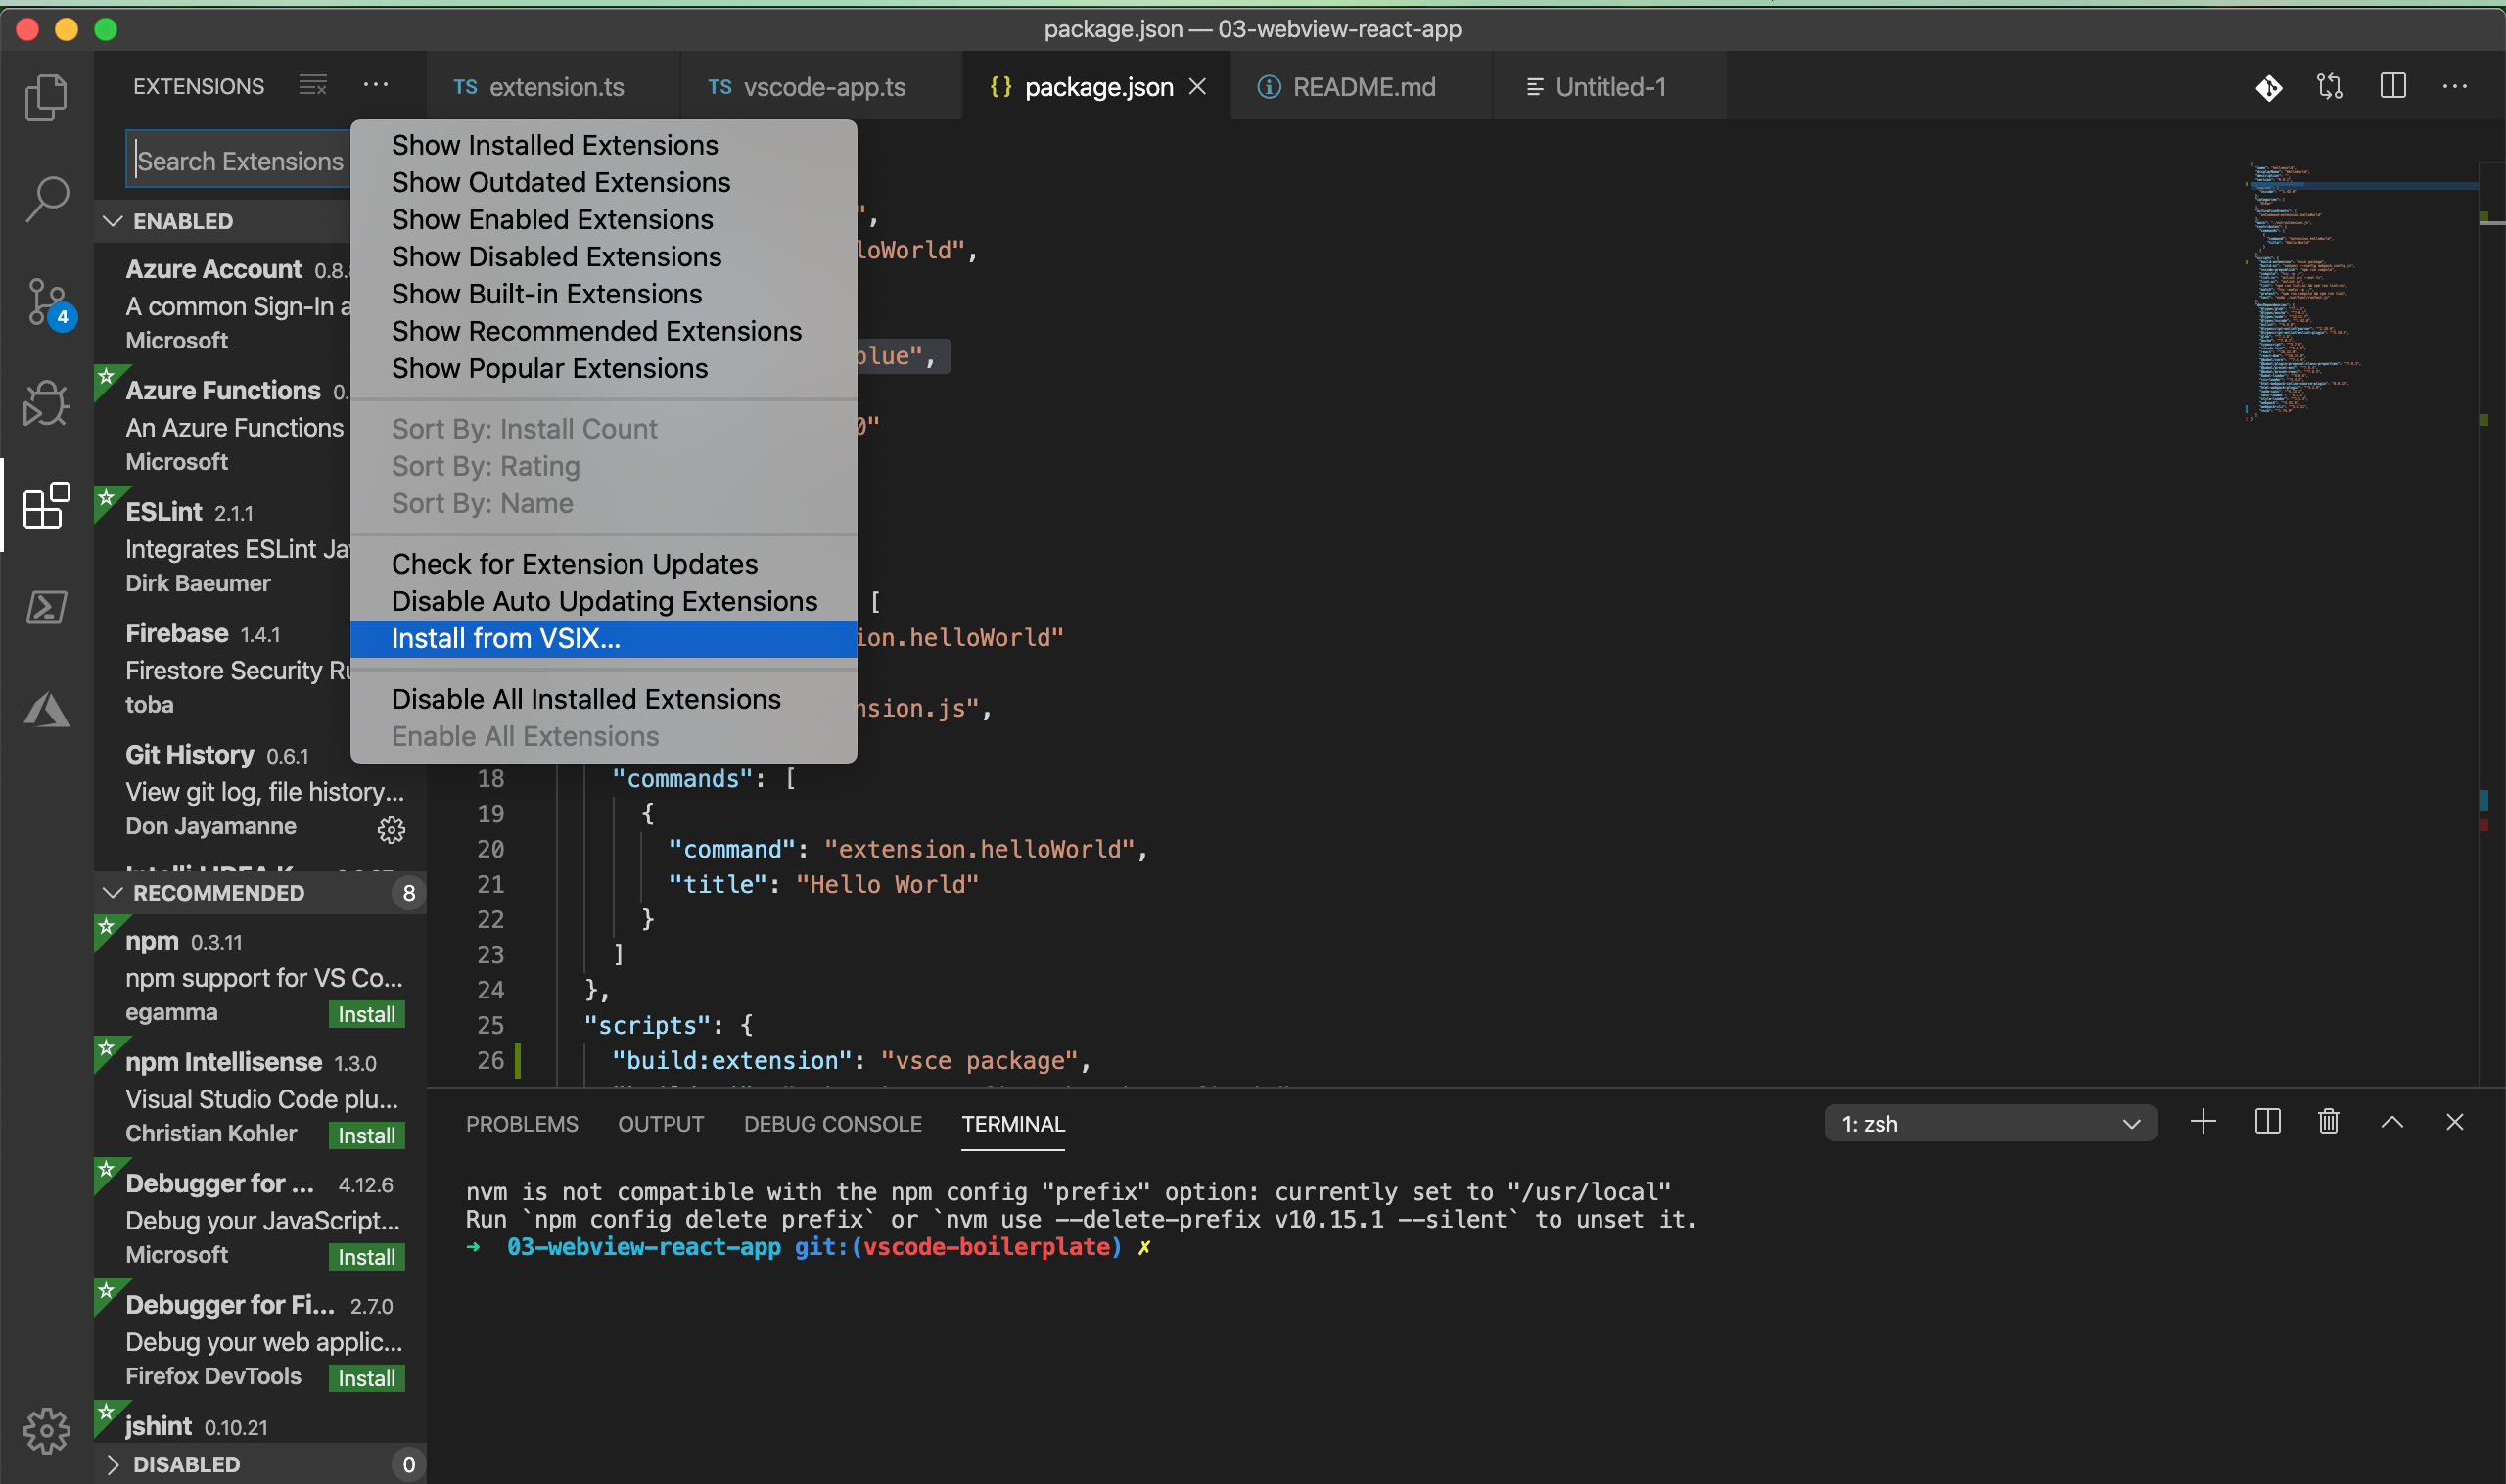 package.json — 03-webview-react-app
EXTENSIONS
TS extension.ts
TS vscode-app.ts
{} package.json
README.md
Untitled-1
Search Extensions
Show Installed Extensions
Show Outdated Extensions
Show Enabled Extensions
Show Disabled Extensions
Show Built-in Extensions
Show Recommended Extensions
Show Popular Extensions
Sort By: Install Count
Sort By: Rating
Sort By: Name
Check for Extension Updates
Disable Auto Updating Extensions
Install from VSIX...
Disable All Installed Extensions
Enable All Extensions
ENABLED
Azure Account 0.8.
A common Sign-In a
Microsoft
Azure Functions 0.
An Azure Functions
Microsoft
ESLint 2.1.1
Integrates ESLint Ja
Dirk Baeumer
Firebase 1.4.1
Firestore Security Ru
toba
Git History 0.6.1
View git log, file history...
Don Jayamanne
4
RECOMMENDED 8
npm 0.3.11
npm support for VS Co...
egamma Install
npm Intellisense 1.3.0
Visual Studio Code plu...
Christian Kohler Install
Debugger for ... 4.12.6
Debug your JavaScript...
Microsoft Install
Debugger for Fi... 2.7.0
Debug your web applic...
Firefox DevTools Install
jshint 0.10.21
DISABLED 0
",
loWorld",
blue",
0"
[
ion.helloWorld"
nsion.js",
18 "commands": [
19 {
20 "command": "extension.helloWorld",
21 "title": "Hello World"
22 }
23 ]
24 },
25 "scripts": {
26 "build:extension": "vsce package",
PROBLEMS OUTPUT DEBUG CONSOLE TERMINAL
1: zsh
nvm is not compatible with the npm config "prefix" option: currently set to "/usr/local"
Run `npm config delete prefix` or `nvm use --delete-prefix v10.15.1 --silent` to unset it.
➜ 03-webview-react-app git:(vscode-boilerplate) ✗